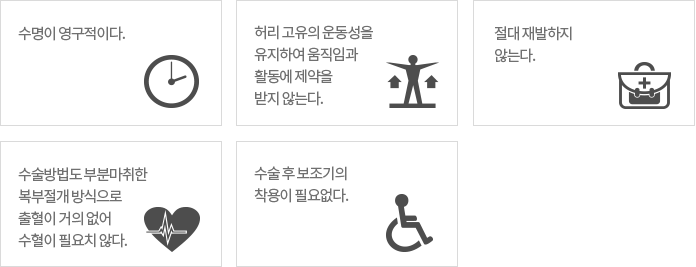 수명이 영구적이다.
허리 고유의 운동성을
유지하여 움직임과
활동에 제약을
받지 않는다.
절대 재발하지
않는다.
수술방법도 부분마취한
복부절개 방식으로
출혈이 거의 없어
수혈이 필요치 않다.
수술 후 보조기의
착용이 필요없다.